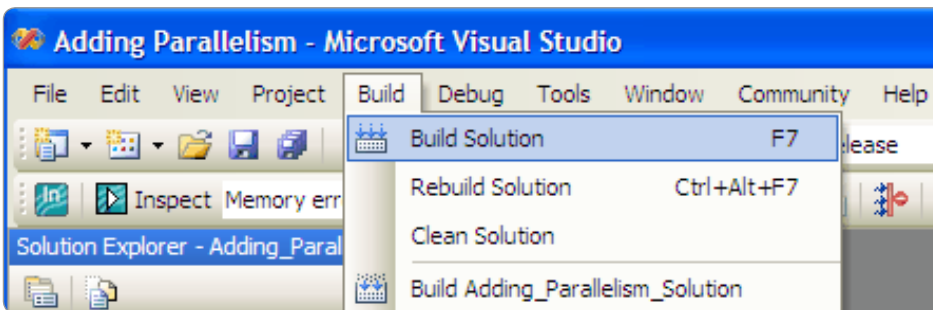 Adding Parallelism - Microsoft Visual Studio
File Edit View Project Build Debug Tools Window Community Help
Build Solution F7
Rebuild Solution Ctrl+Alt+F7
Inspect Memory err
Clean Solution
Solution Explorer - Adding_Paral
Build Adding_Parallelism_Solution